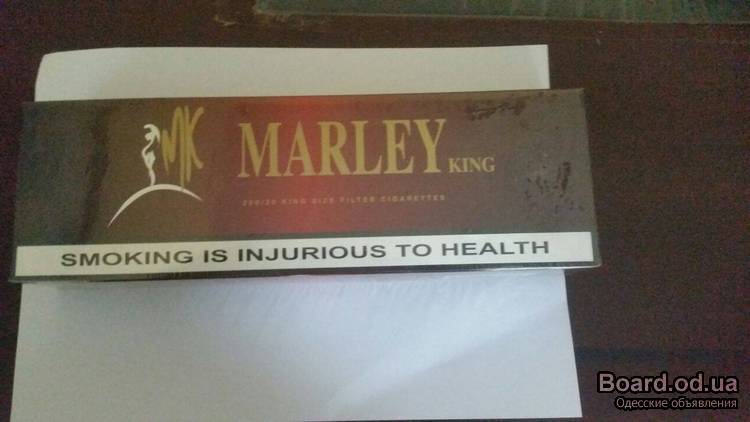 MK
MARLEY KING
200/20 KING SIZE FILTER CIGARETTES
SMOKING IS INJURIOUS TO HEALTH
Board.od.ua
Одесские объявления